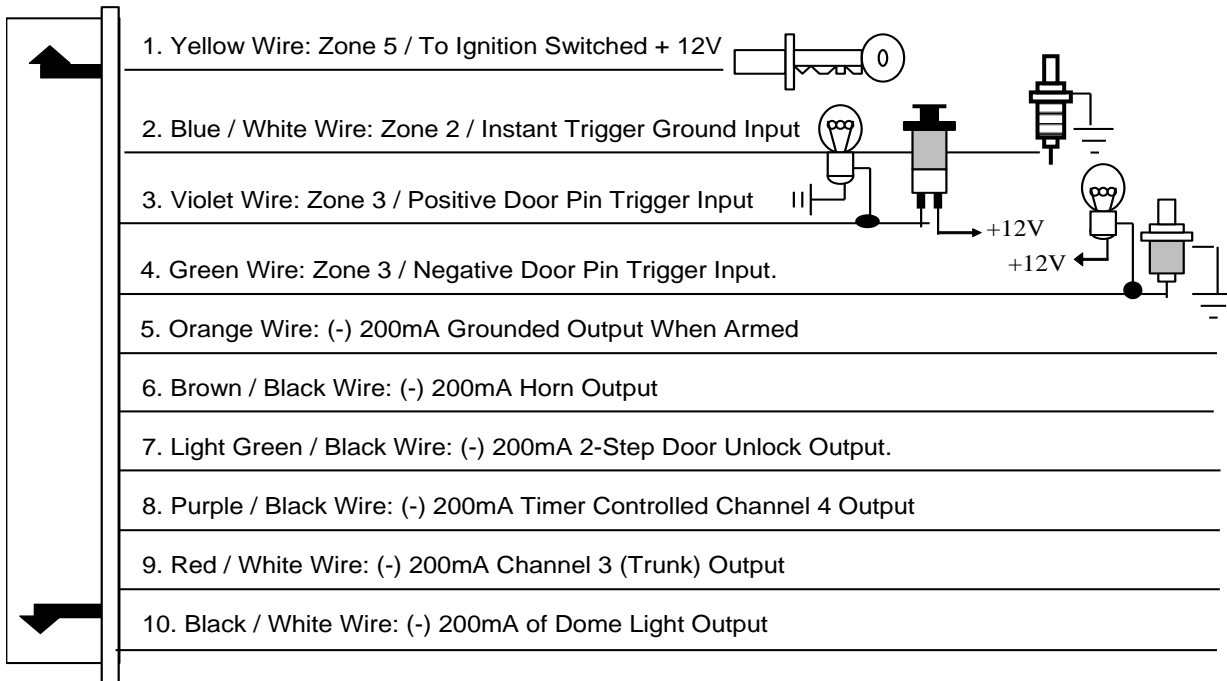 1. Yellow Wire: Zone 5 / To Ignition Switched + 12V
2. Blue / White Wire: Zone 2 / Instant Trigger Ground Input
3. Violet Wire: Zone 3 / Positive Door Pin Trigger Input
+12V
+12V
4. Green Wire: Zone 3 / Negative Door Pin Trigger Input.
5. Orange Wire: (-) 200mA Grounded Output When Armed
6. Brown / Black Wire: (-) 200mA Horn Output
7. Light Green / Black Wire: (-) 200mA 2-Step Door Unlock Output.
8. Purple / Black Wire: (-) 200mA Timer Controlled Channel 4 Output
9. Red / White Wire: (-) 200mA Channel 3 (Trunk) Output
10. Black / White Wire: (-) 200mA of Dome Light Output